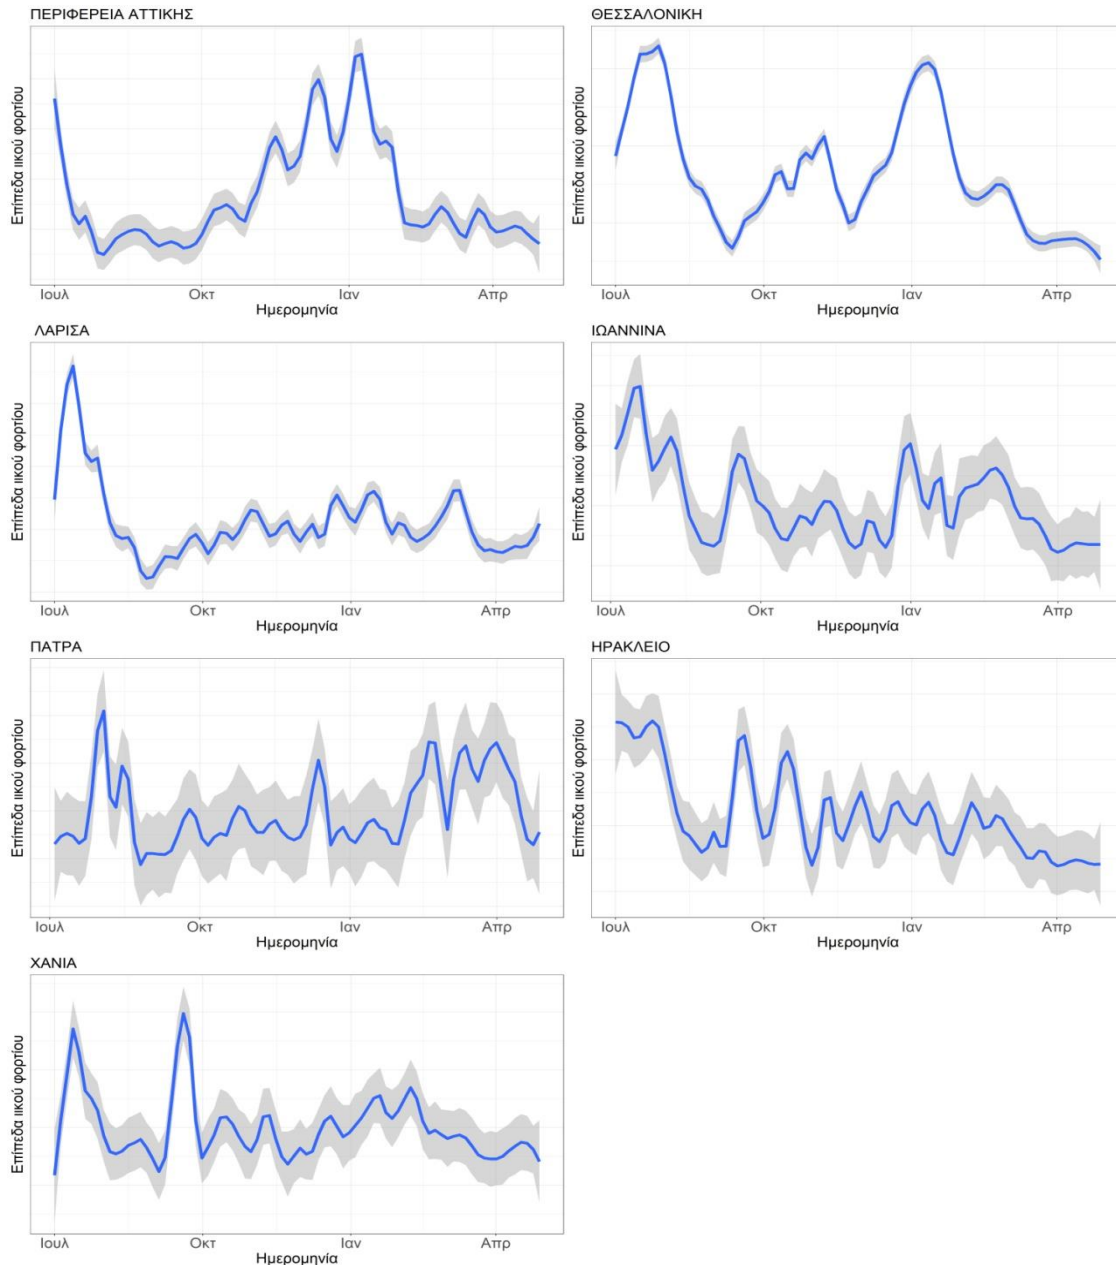 ΠΕΡΙΦΕΡΕΙΑ ΑΤΤΙΚΗΣ
Επίπεδα ιικού φορτίου
Ιουλ Οκτ Ιαν Απρ
Ημερομηνία
ΘΕΣΣΑΛΟΝΙΚΗ
Επίπεδα ιικού φορτίου
Ιουλ Οκτ Ιαν Απρ
Ημερομηνία
ΛΑΡΙΣΑ
Επίπεδα ιικού φορτίου
Ιουλ Οκτ Ιαν Απρ
Ημερομηνία
ΙΩΑΝΝΙΝΑ
Επίπεδα ιικού φορτίου
Ιουλ Οκτ Ιαν Απρ
Ημερομηνία
ΠΑΤΡΑ
Επίπεδα ιικού φορτίου
Ιουλ Οκτ Ιαν Απρ
Ημερομηνία
ΗΡΑΚΛΕΙΟ
Επίπεδα ιικού φορτίου
Ιουλ Οκτ Ιαν Απρ
Ημερομηνία
ΧΑΝΙΑ
Επίπεδα ιικού φορτίου
Ιουλ Οκτ Ιαν Απρ
Ημερομηνία